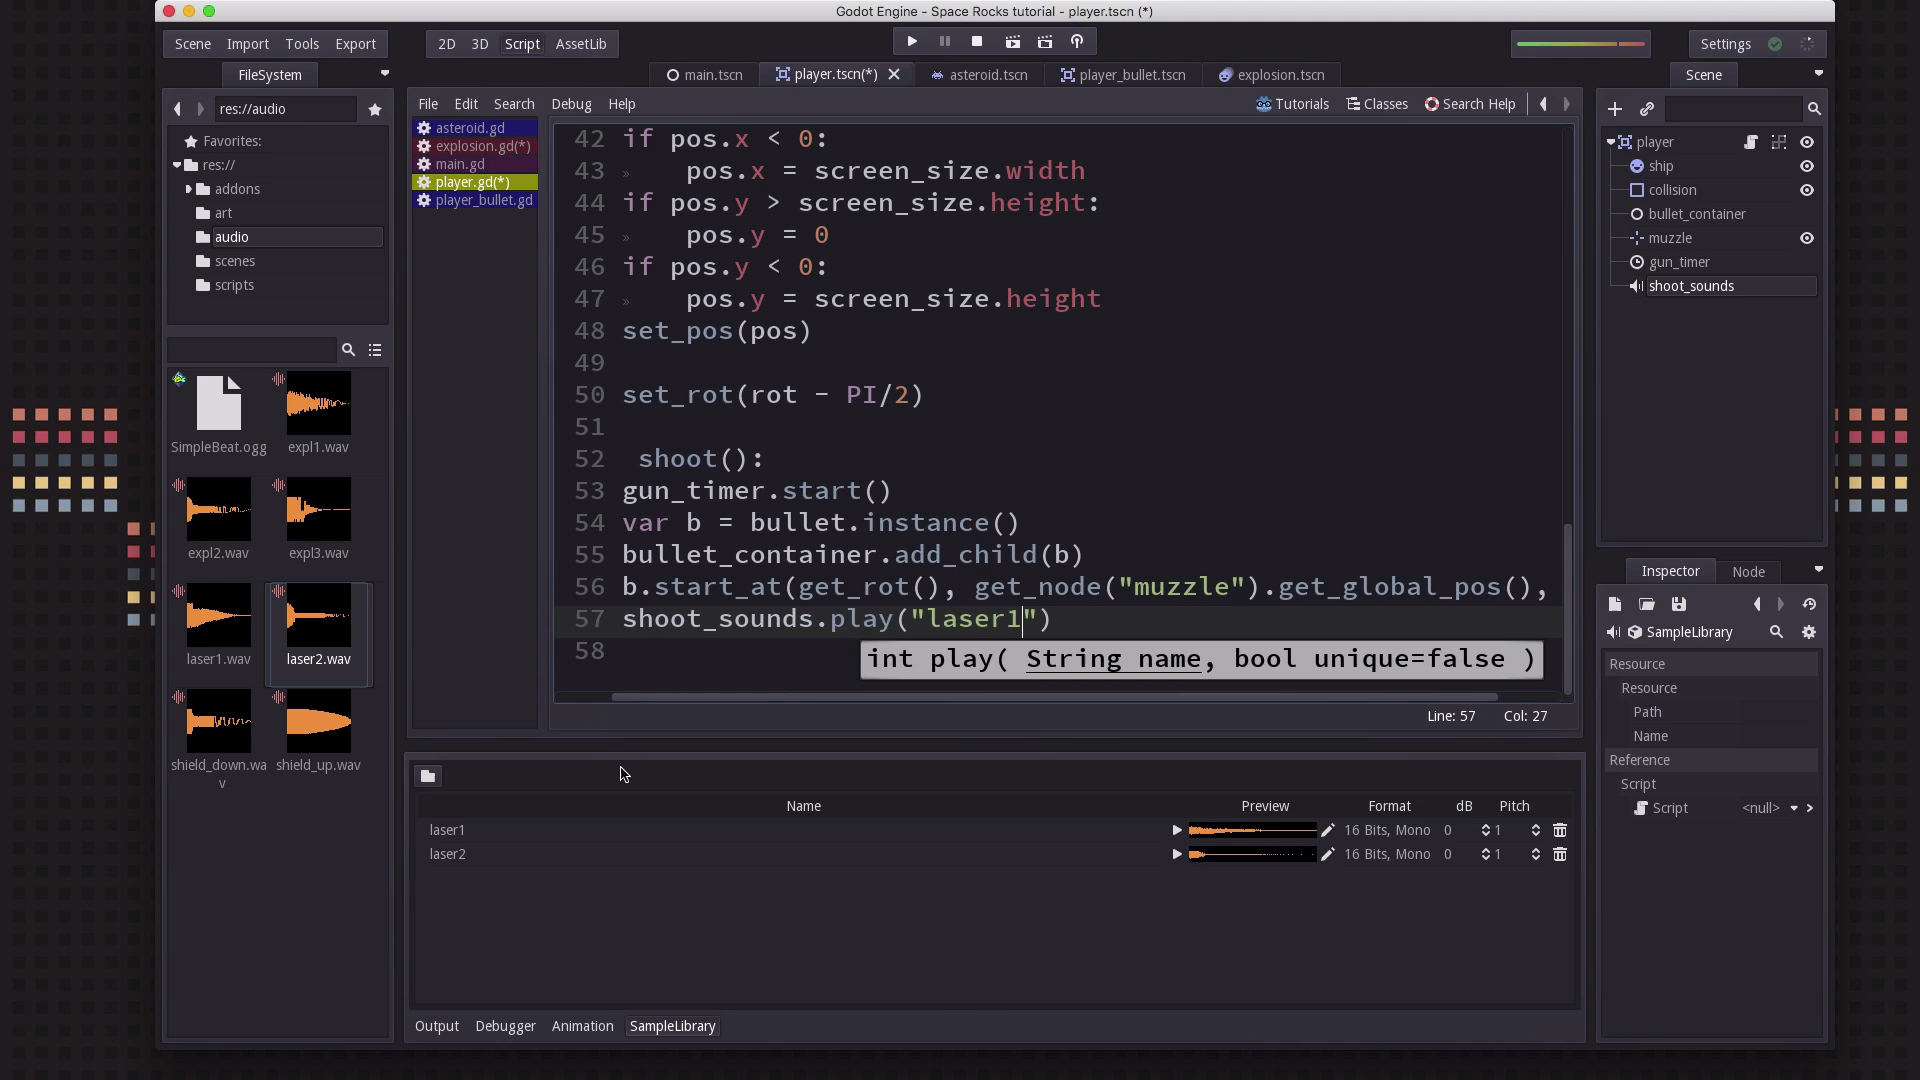 Godot Engine - Space Rocks tutorial - player.tscn (*)
Scene Import Tools Export
2D 3D Script AssetLib
Settings
FileSystem
res://audio
Favorites:
res://
addons
art
audio
scenes
scripts
SimpleBeat.ogg expl1.wav
expl2.wav expl3.wav
laser1.wav laser2.wav
shield_down.wa
v
shield_up.wav
main.tscn player.tscn(*) asteroid.tscn player_bullet.tscn explosion.tscn
File Edit Search Debug Help
Tutorials Classes Search Help
asteroid.gd
explosion.gd(*)
main.gd
player.gd(*)
player_bullet.gd
42 if pos.x < 0:
43 » pos.x = screen_size.width
44 if pos.y > screen_size.height:
45 » pos.y = 0
46 if pos.y < 0:
47 » pos.y = screen_size.height
48 set_pos(pos)
49
50 set_rot(rot - PI/2)
51
52 shoot():
53 gun_timer.start()
54 var b = bullet.instance()
55 bullet_container.add_child(b)
56 b.start_at(get_rot(), get_node("muzzle").get_global_pos(),
57 shoot_sounds.play("laser1")
58
int play( String name, bool unique=false )
Line: 57 Col: 27
Name Preview Format dB Pitch
laser1 16 Bits, Mono 0 1
laser2 16 Bits, Mono 0 1
Output Debugger Animation SampleLibrary
Scene
player
ship
collision
bullet_container
muzzle
gun_timer
shoot_sounds
Inspector Node
SampleLibrary
Resource
Resource
Path
Name
Reference
Script
Script <null>